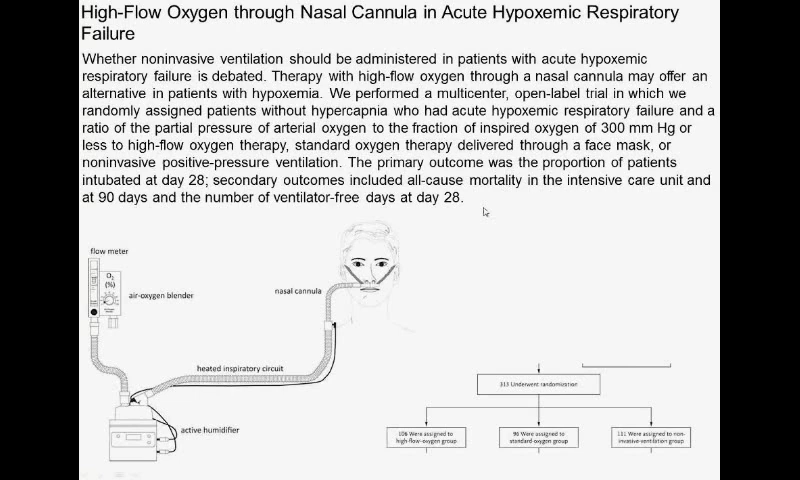 High-Flow Oxygen through Nasal Cannula in Acute Hypoxemic Respiratory
Failure
Whether noninvasive ventilation should be administered in patients with acute hypoxemic
respiratory failure is debated. Therapy with high-flow oxygen through a nasal cannula may offer an
alternative in patients with hypoxemia. We performed a multicenter, open-label trial in which we
randomly assigned patients without hypercapnia who had acute hypoxemic respiratory failure and a
ratio of the partial pressure of arterial oxygen to the fraction of inspired oxygen of 300 mm Hg or
less to high-flow oxygen therapy, standard oxygen therapy delivered through a face mask, or
noninvasive positive-pressure ventilation. The primary outcome was the proportion of patients
intubated at day 28; secondary outcomes included all-cause mortality in the intensive care unit and
at 90 days and the number of ventilator-free days at day 28.
flow meter
O₂
(%)
air-oxygen blender
nasal cannula
heated inspiratory circuit
active humidifier
313 Underwent randomization
106 Were assigned to
high-flow-oxygen group
96 Were assigned to
standard-oxygen group
111 Were assigned to non-
invasive-ventilation group